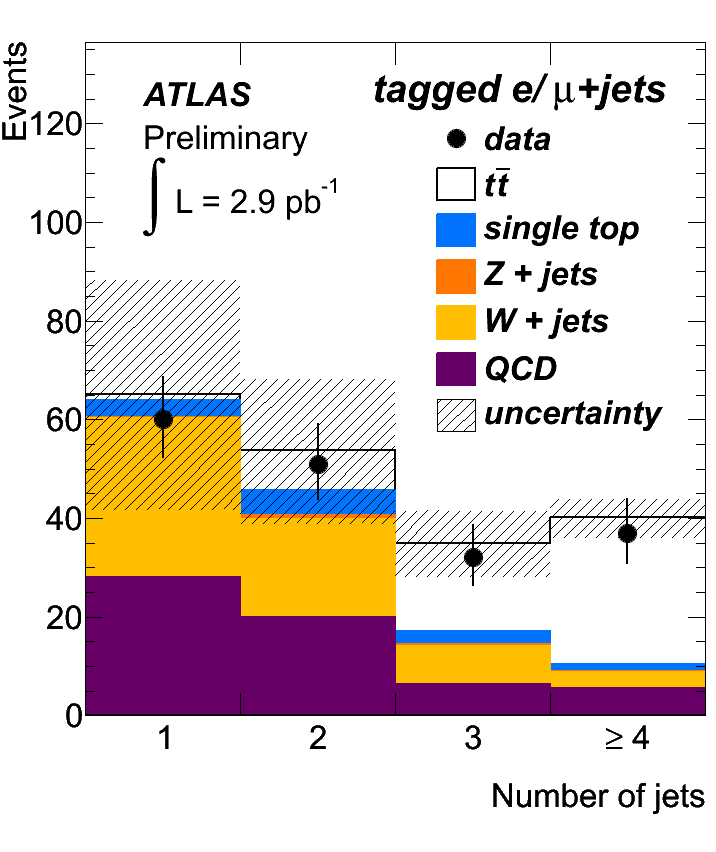 Events
120
100
80
60
40
20
0
ATLAS
Preliminary
∫ L = 2.9 pb⁻¹
tagged e/ μ+jets
data
tt̄
single top
Z + jets
W + jets
QCD
uncertainty
1 2 3 ≥ 4
Number of jets